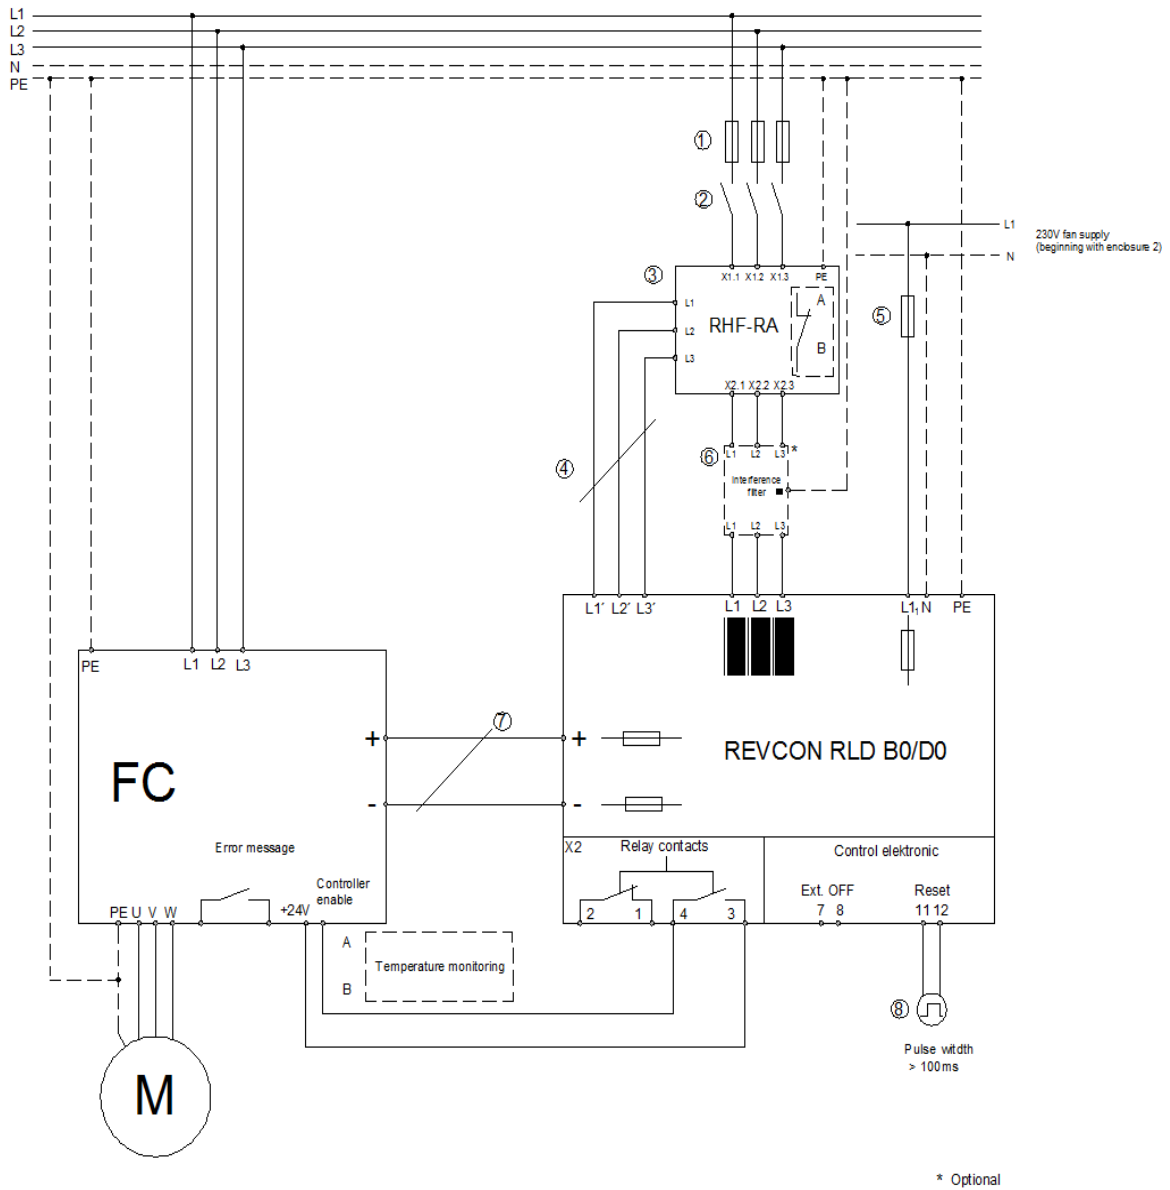 L1
L2
L3
N
PE
①
②
L1
230V fan supply
(beginning with enclosure 2)
N
③
X1.1 X1.2 X1.3 PE
L1
L2
L3
RHF-RA
A
B
⑤
X2.1 X2.2 X2.3
④
⑥
L1 L2 L3 *
Interference
filter
L1 L2 L3
L1´ L2´ L3´ L1 L2 L3 L1, N PE
PE L1 L2 L3
⑦
+ +
REVCON RLD B0/D0
FC
- -
Error message
Controller
enable
+24V
PE U V W
X2 Relay contacts
2 1 4 3
Control elektronic
Ext. OFF Reset
7 8 11 12
A
Temperature monitoring
B
⑧
Pulse witdth
> 100ms
M
* Optional